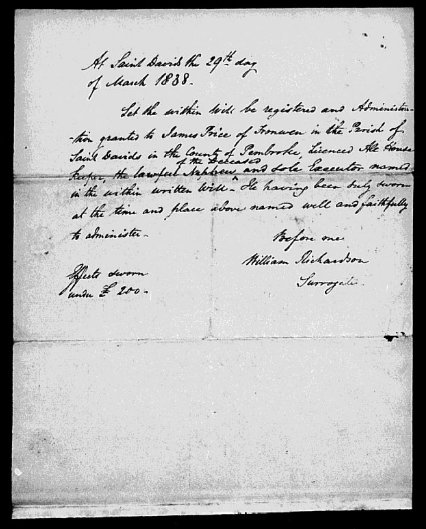 At Saint Davids the 29th day
of March 1838.
Let the within Will be registered and Administra-
-tion granted to James Price of Tronwen in the Parish of
Saint Davids in the County of Pembroke, Licenced Ale House
Keeper, the lawful Nephew ^ of the Deceased and sole Executor named
in the within written Will – He having been duly sworn
at the time and place above named well and faithfully
to administer –
Before me
William Richardson
Surrogate.
Effects sworn
under £ 200 –